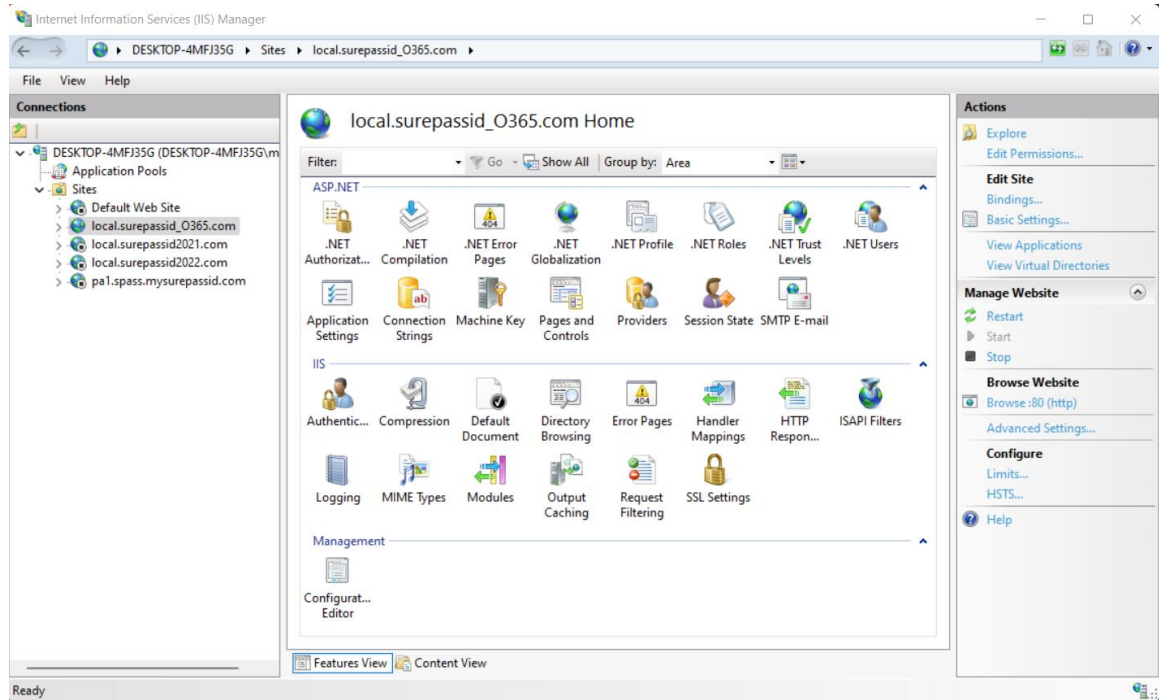 Internet Information Services (IIS) Manager
DESKTOP-4MFJ35G Sites local.surepassid_O365.com
File View Help
Connections
DESKTOP-4MFJ35G (DESKTOP-4MFJ35G\m
Application Pools
Sites
Default Web Site
local.surepassid_O365.com
local.surepassid2021.com
local.surepassid2022.com
pa1.spass.mysurepassid.com
local.surepassid_O365.com Home
Filter: Go Show All Group by: Area
ASP.NET
.NET Authorizat...
.NET Compilation
.NET Error Pages
.NET Globalization
.NET Profile
.NET Roles
.NET Trust Levels
.NET Users
Application Settings
Connection Strings
Machine Key
Pages and Controls
Providers
Session State
SMTP E-mail
IIS
Authentic...
Compression
Default Document
Directory Browsing
Error Pages
Handler Mappings
HTTP Respon...
ISAPI Filters
Logging
MIME Types
Modules
Output Caching
Request Filtering
SSL Settings
Management
Configurat... Editor
Features View Content View
Actions
Explore
Edit Permissions...
Edit Site
Bindings...
Basic Settings...
View Applications
View Virtual Directories
Manage Website
Restart
Start
Stop
Browse Website
Browse :80 (http)
Advanced Settings...
Configure
Limits...
HSTS...
Help
Ready